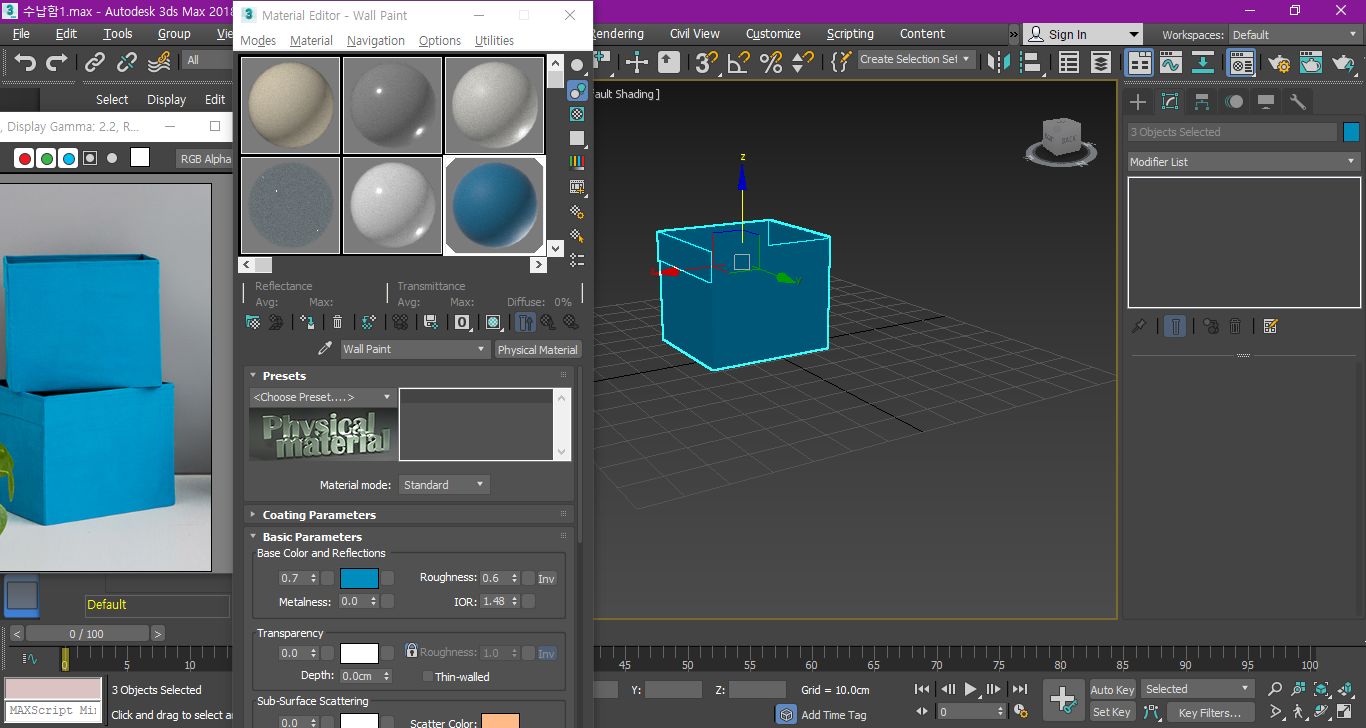 수납함1.max - Autodesk 3ds Max 2018
Material Editor - Wall Paint
File Edit Tools Group
Modes Material Navigation Options Utilities
Rendering Civil View Customize Scripting Content
Sign In
Workspaces: Default
All
Create Selection Set
Select Display Edit
, Display Gamma: 2.2, R...
RGB Alpha
fault Shading ]
BACK
z
y
3 Objects Selected
Modifier List
Reflectance
Avg: Max:
Transmittance
Avg: Max: Diffuse: 0%
Wall Paint
Physical Material
Presets
<Choose Preset....>
Physical
material
Material mode: Standard
Coating Parameters
Basic Parameters
Base Color and Reflections
0.7 Roughness: 0.6 Inv
Metalness: 0.0 IOR: 1.48
Transparency
0.0 Roughness: 1.0 Inv
Depth: 0.0cm Thin-walled
Sub-Surface Scattering
0.0 Scatter Color:
Default
< 0 / 100 >
0 5 10
45 50 55 60 65 70 75 80 85 90 95 100
3 Objects Selected
MAXScript Mi
Click and drag to select a
Y: Z: Grid = 10.0cm
Add Time Tag
0
Auto Key Selected
Set Key Key Filters...